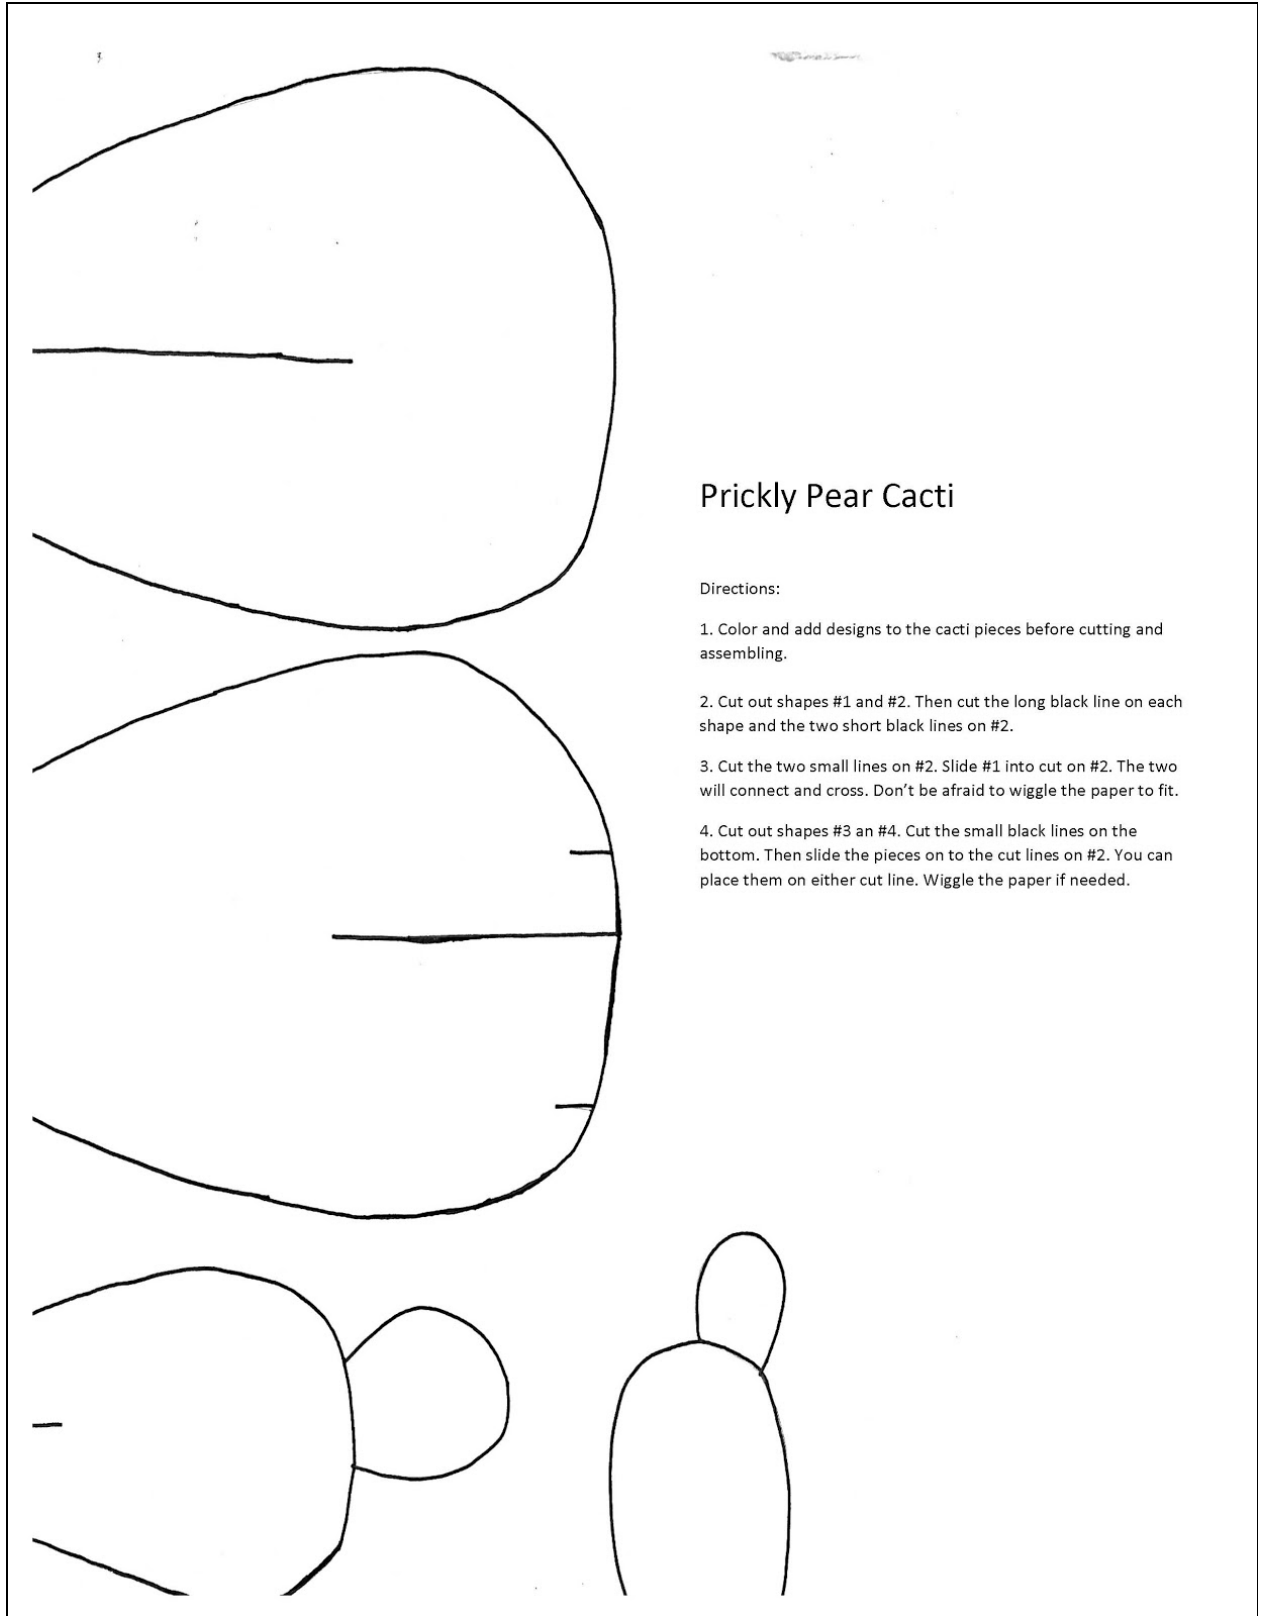 Prickly Pear Cacti
Directions:
1. Color and add designs to the cacti pieces before cutting and
assembling.
2. Cut out shapes #1 and #2. Then cut the long black line on each
shape and the two short black lines on #2.
3. Cut the two small lines on #2. Slide #1 into cut on #2. The two
will connect and cross. Don’t be afraid to wiggle the paper to fit.
4. Cut out shapes #3 an #4. Cut the small black lines on the
bottom. Then slide the pieces on to the cut lines on #2. You can
place them on either cut line. Wiggle the paper if needed.